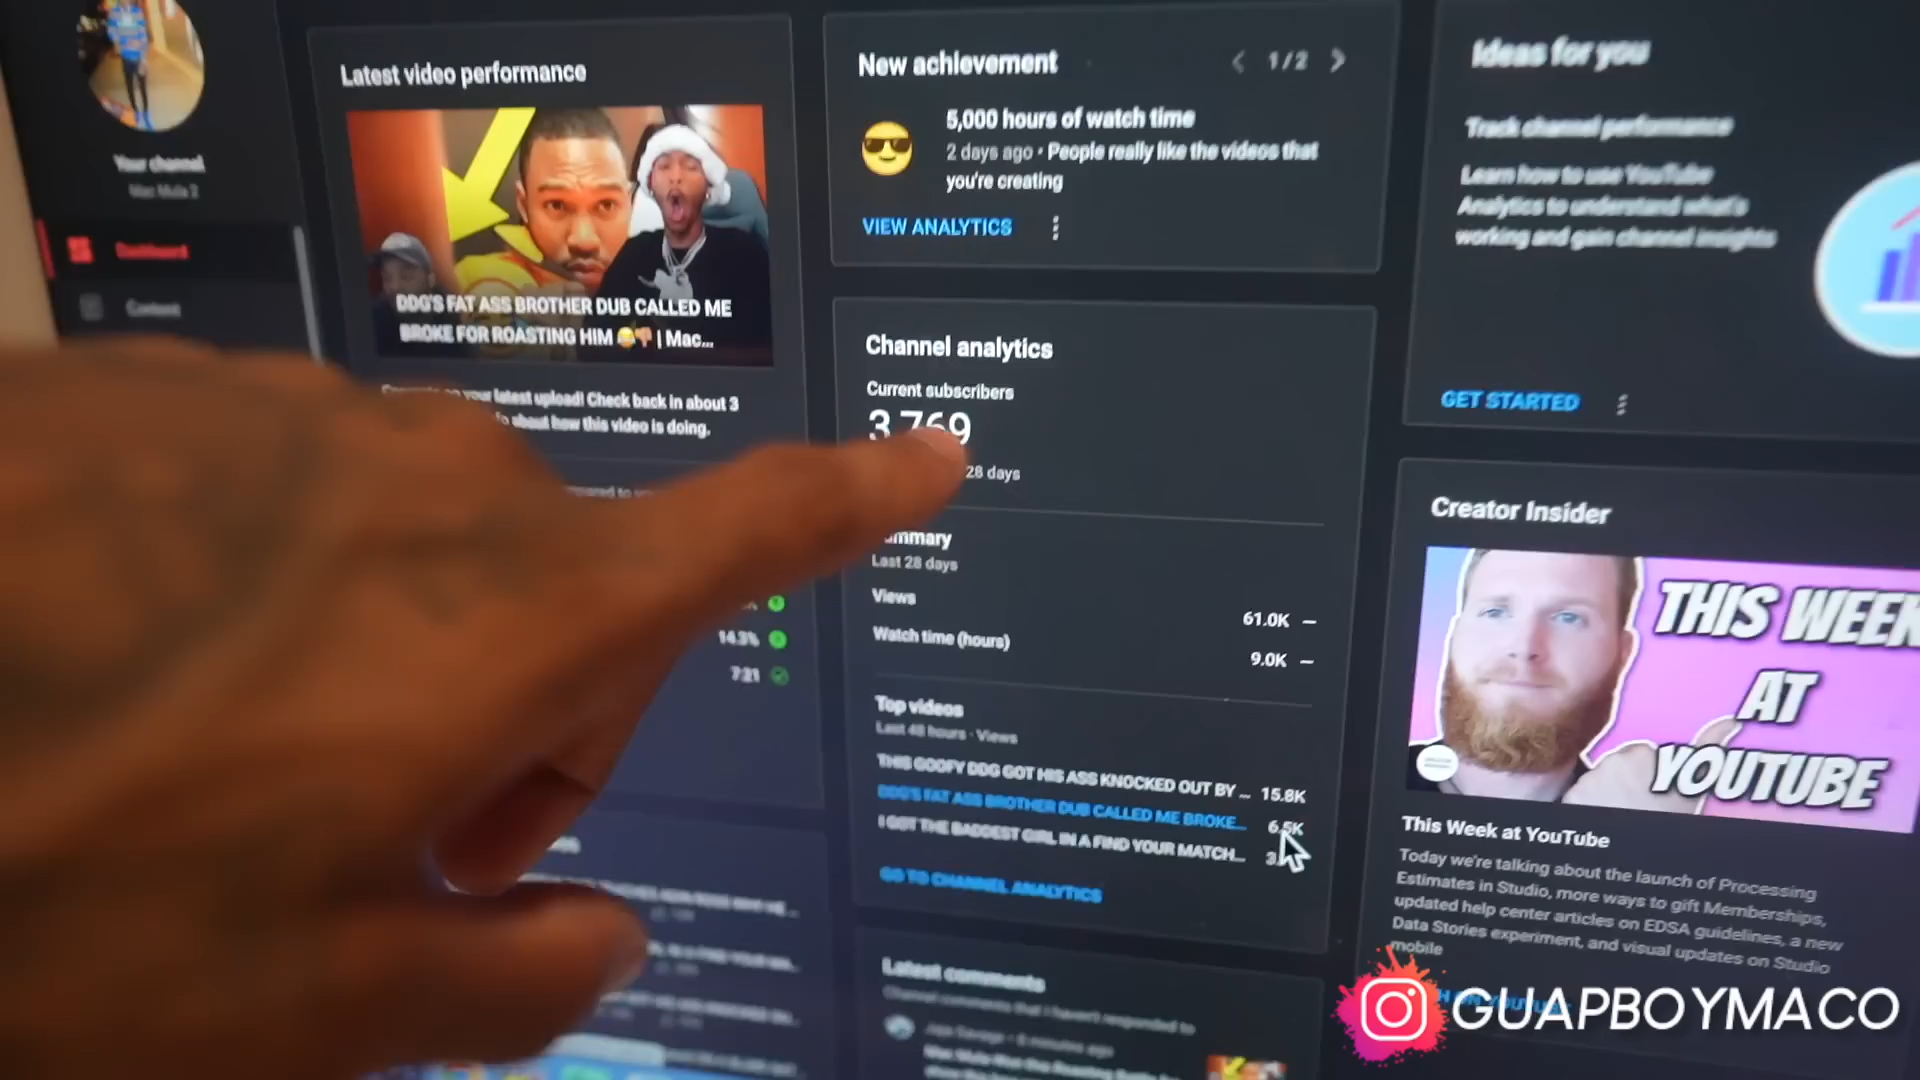 Your channel
Mac Mula 2
Dashboard
Content
Latest video performance
DDG'S FAT ASS BROTHER DUB CALLED ME
BROKE FOR ROASTING HIM 😂👎🏽 | Mac...
your latest upload! Check back in about 3
about how this video is doing.
14.3%
7:21
New achievement
1/2
5,000 hours of watch time
2 days ago • People really like the videos that
you're creating
VIEW ANALYTICS
Channel analytics
Current subscribers
3,769
28 days
Summary
Last 28 days
Views
61.0K —
Watch time (hours)
9.0K —
Top videos
Last 48 hours · Views
THIS GOOFY DDG GOT HIS ASS KNOCKED OUT BY ... 15.8K
DDG'S FAT ASS BROTHER DUB CALLED ME BROKE... 6.5K
I GOT THE BADDEST GIRL IN A FIND YOUR MATCH...
GO TO CHANNEL ANALYTICS
Latest comments
Channel comments that I haven't responded to
Ideas for you
Track channel performance
Learn how to use YouTube
Analytics to understand what's
working and gain channel insights
GET STARTED
Creator Insider
THIS WEEK
AT
YOUTUBE
This Week at YouTube
Today we're talking about the launch of Processing
Estimates in Studio, more ways to gift Memberships,
updated help center articles on EDSA guidelines, a new
Data Stories experiment, and visual updates on Studio
mobile
GUAPBOYMACO